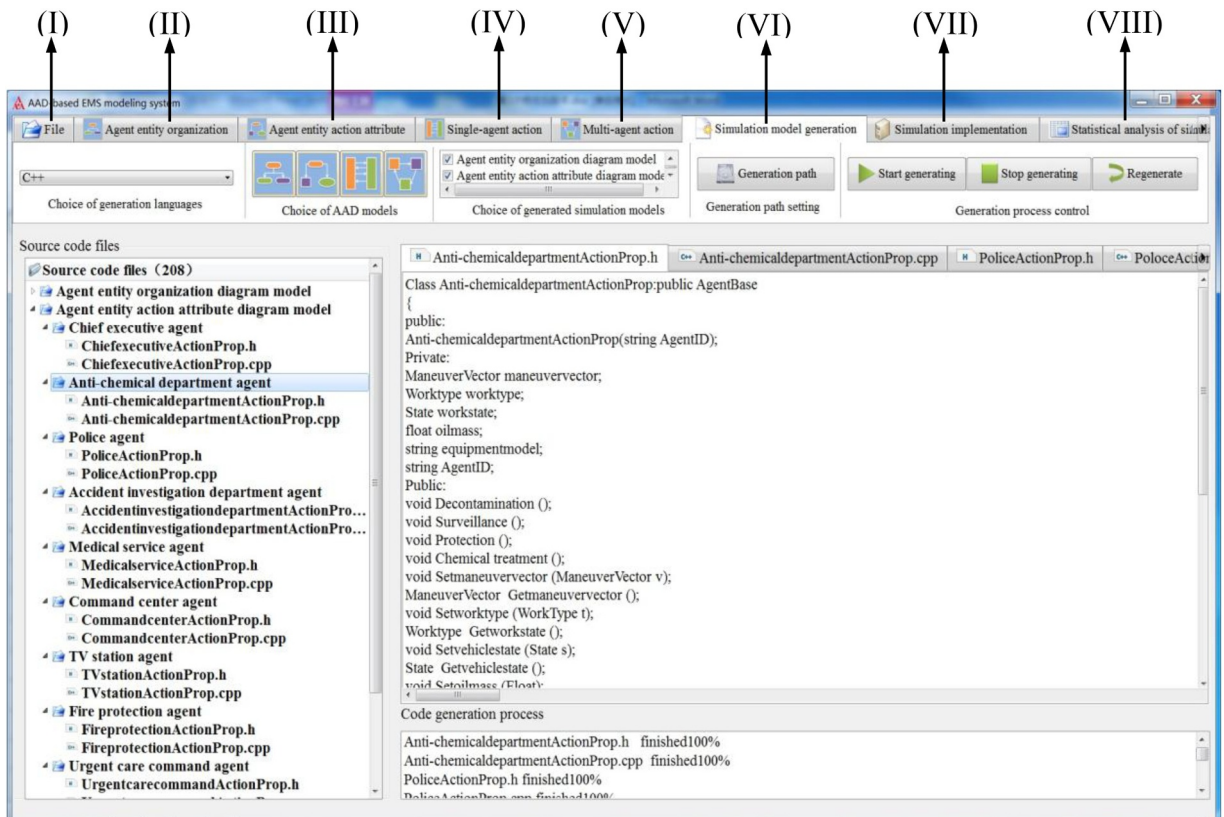 (I) (II) (III) (IV) (V) (VI) (VII) (VIII)
AAD-based EMS modeling system
File Agent entity organization Agent entity action attribute Single-agent action Multi-agent action Simulation model generation Simulation implementation Statistical analysis of
C++
Choice of generation languages
Choice of AAD models
Agent entity organization diagram model
Agent entity action attribute diagram mode
Choice of generated simulation models
Generation path
Generation path setting
Start generating Stop generating Regenerate
Generation process control
Source code files
Source code files（208）
Agent entity organization diagram model
Agent entity action attribute diagram model
Chief executive agent
ChiefexecutiveActionProp.h
ChiefexecutiveActionProp.cpp
Anti-chemical department agent
Anti-chemicaldepartmentActionProp.h
Anti-chemicaldepartmentActionProp.cpp
Police agent
PoliceActionProp.h
PoliceActionProp.cpp
Accident investigation department agent
AccidentinvestigationdepartmentActionPro...
AccidentinvestigationdepartmentActionPro...
Medical service agent
MedicalserviceActionProp.h
MedicalserviceActionProp.cpp
Command center agent
CommandcenterActionProp.h
CommandcenterActionProp.cpp
TV station agent
TVstationActionProp.h
TVstationActionProp.cpp
Fire protection agent
FireprotectionActionProp.h
FireprotectionActionProp.cpp
Urgent care command agent
UrgentcarecommandActionProp.h
Anti-chemicaldepartmentActionProp.h Anti-chemicaldepartmentActionProp.cpp PoliceActionProp.h PoloceAction
Class Anti-chemicaldepartmentActionProp:public AgentBase
{
public:
Anti-chemicaldepartmentActionProp(string AgentID);
Private:
ManeuverVector maneuvervector;
Worktype worktype;
State workstate;
float oilmass;
string equipmentmodel;
string AgentID;
Public:
void Decontamination ();
void Surveillance ();
void Protection ();
void Chemical treatment ();
void Setmaneuvervector (ManeuverVector v);
ManeuverVector Getmaneuvervector ();
void Setworktype (WorkType t);
Worktype Getworkstate ();
void Setvehiclestate (State s);
State Getvehiclestate ();
void Setoilmass (Float);
Code generation process
Anti-chemicaldepartmentActionProp.h finished100%
Anti-chemicaldepartmentActionProp.cpp finished100%
PoliceActionProp.h finished100%
PoliceActionProp.cpp finished100%